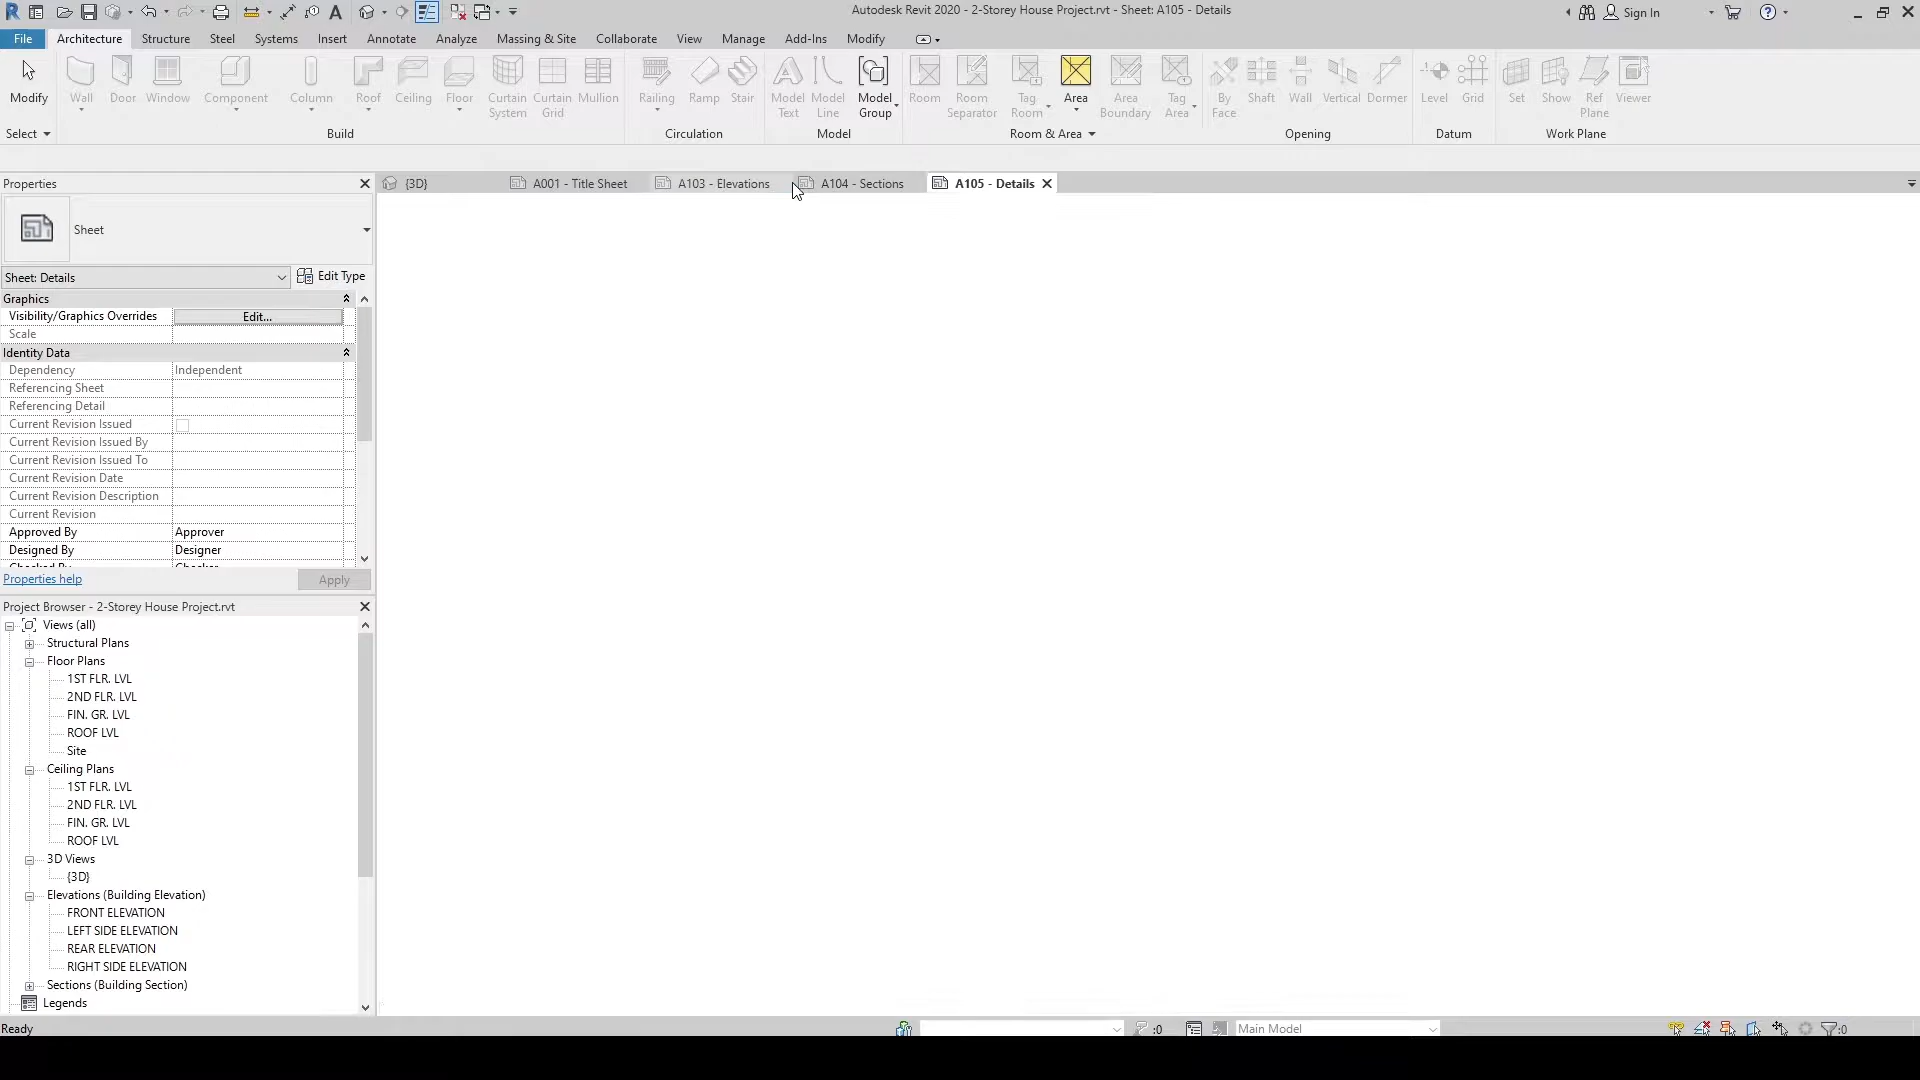 Autodesk Revit 2020 - 2-Storey House Project.rvt - Sheet: A105 - Details
Sign In
File Architecture Structure Steel Systems Insert Annotate Analyze Massing & Site Collaborate View Manage Add-Ins Modify
Modify Wall Door Window Component Column Roof Ceiling Floor Curtain System Curtain Grid Mullion Railing Ramp Stair Model Text Model Line Model Group Room Room Separator Tag Room Area Area Boundary Tag Area By Face Shaft Wall Vertical Dormer Level Grid Set Show Ref Plane Viewer
Select Build Circulation Model Room & Area Opening Datum Work Plane
Properties
{3D} A001 - Title Sheet A103 - Elevations A104 - Sections A105 - Details
Sheet
Sheet: Details Edit Type
Graphics
Visibility/Graphics Overrides Edit...
Scale
Identity Data
Dependency Independent
Referencing Sheet
Referencing Detail
Current Revision Issued
Current Revision Issued By
Current Revision Issued To
Current Revision Date
Current Revision Description
Current Revision
Approved By Approver
Designed By Designer
Checked By Checker
Properties help Apply
Project Browser - 2-Storey House Project.rvt
Views (all)
Structural Plans
Floor Plans
1ST FLR. LVL
2ND FLR. LVL
FIN. GR. LVL
ROOF LVL
Site
Ceiling Plans
1ST FLR. LVL
2ND FLR. LVL
FIN. GR. LVL
ROOF LVL
3D Views
{3D}
Elevations (Building Elevation)
FRONT ELEVATION
LEFT SIDE ELEVATION
REAR ELEVATION
RIGHT SIDE ELEVATION
Sections (Building Section)
Legends
Ready :0 Main Model :0